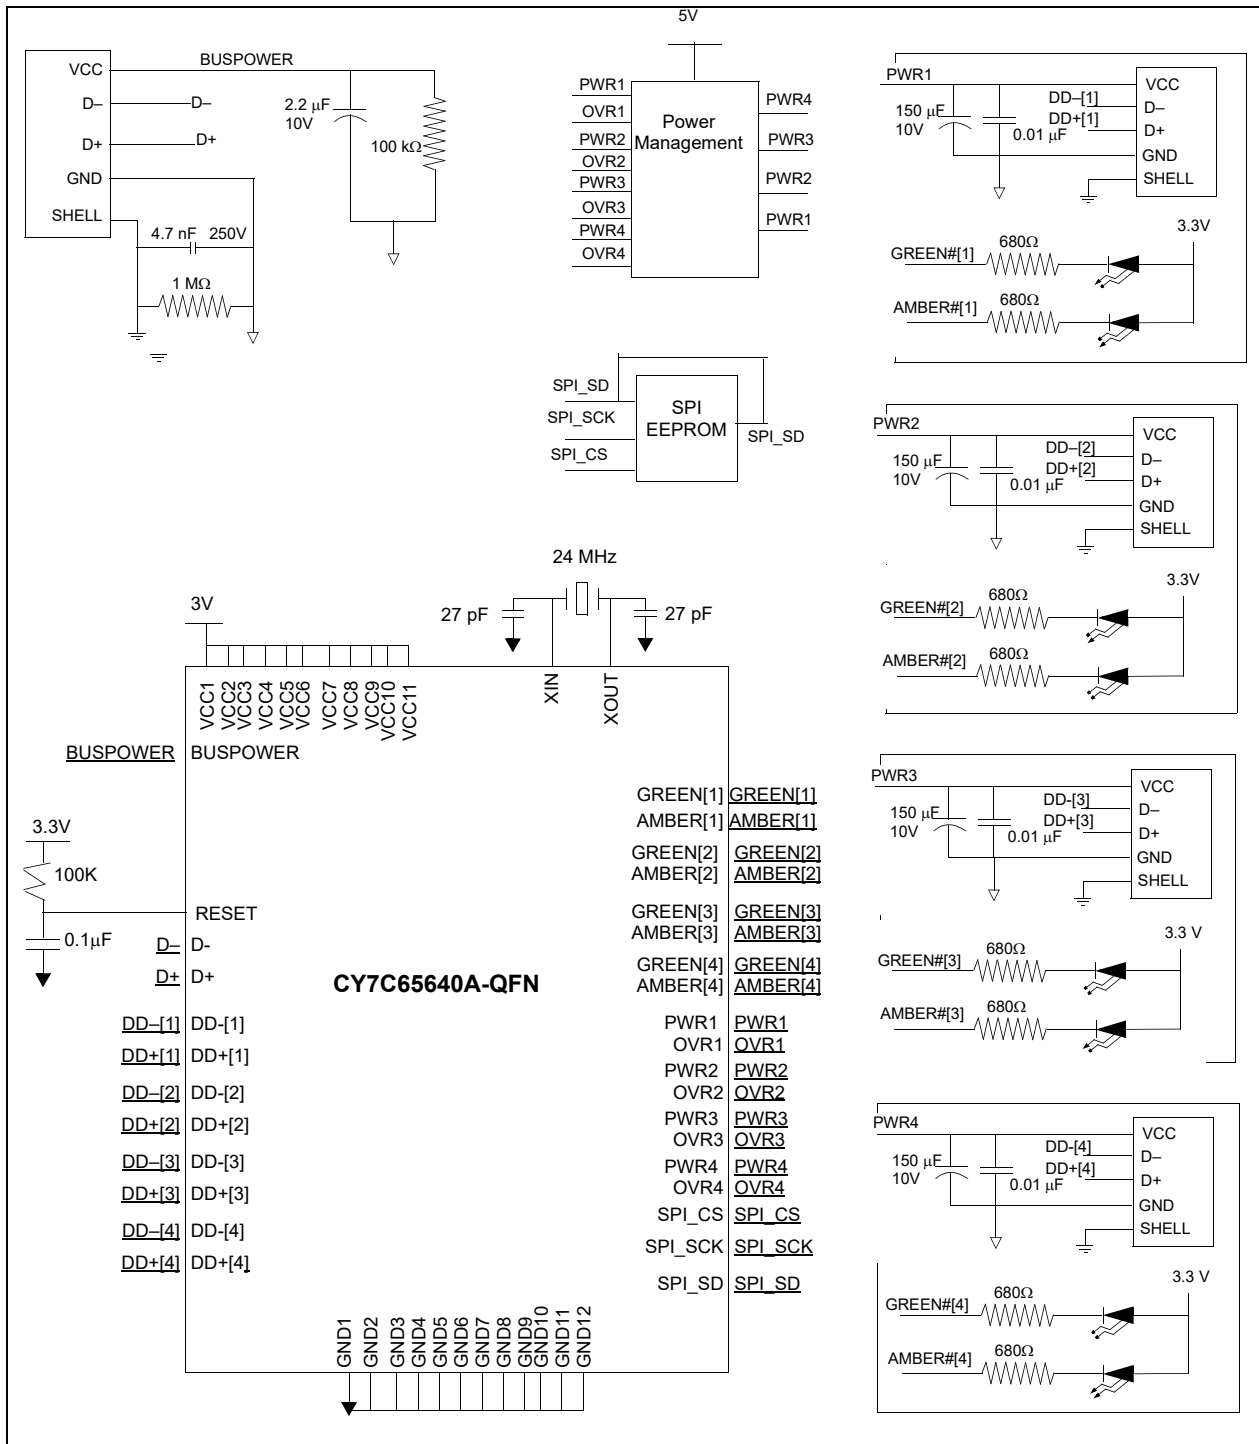 VCC
D–
D+
GND
SHELL
BUSPOWER
D–
D+
2.2 μF
10V
100 kΩ
4.7 nF 250V
1 MΩ
5V
PWR1
OVR1
PWR2
OVR2
PWR3
OVR3
PWR4
OVR4
Power
Management
PWR4
PWR3
PWR2
PWR1
SPI_SD
SPI_SCK
SPI_CS
SPI
EEPROM
SPI_SD
PWR1
150 μF
10V
0.01 μF
DD–[1]
DD+[1]
VCC
D–
D+
GND
SHELL
3.3V
GREEN#[1]
680Ω
AMBER#[1]
680Ω
PWR2
150 μF
10V
0.01 μF
DD–[2]
DD+[2]
VCC
D–
D+
GND
SHELL
3.3V
GREEN#[2]
680Ω
AMBER#[2]
680Ω
PWR3
150 μF
10V
0.01 μF
DD-[3]
DD+[3]
VCC
D–
D+
GND
SHELL
3.3 V
GREEN#[3]
680Ω
AMBER#[3]
680Ω
PWR4
150 μF
10V
0.01 μF
DD-[4]
DD+[4]
VCC
D–
D+
GND
SHELL
3.3 V
GREEN#[4]
680Ω
AMBER#[4]
680Ω
24 MHz
27 pF
27 pF
3V
VCC1
VCC2
VCC3
VCC4
VCC5
VCC6
VCC7
VCC8
VCC9
VCC10
VCC11
XIN
XOUT
BUSPOWER BUSPOWER
3.3V
100K
RESET
0.1μF
D– D-
D+ D+
DD–[1] DD-[1]
DD+[1] DD+[1]
DD–[2] DD-[2]
DD+[2] DD+[2]
DD–[3] DD-[3]
DD+[3] DD+[3]
DD–[4] DD-[4]
DD+[4] DD+[4]
CY7C65640A-QFN
GREEN[1] GREEN[1]
AMBER[1] AMBER[1]
GREEN[2] GREEN[2]
AMBER[2] AMBER[2]
GREEN[3] GREEN[3]
AMBER[3] AMBER[3]
GREEN[4] GREEN[4]
AMBER[4] AMBER[4]
PWR1 PWR1
OVR1 OVR1
PWR2 PWR2
OVR2 OVR2
PWR3 PWR3
OVR3 OVR3
PWR4 PWR4
OVR4 OVR4
SPI_CS SPI_CS
SPI_SCK SPI_SCK
SPI_SD SPI_SD
GND1
GND2
GND3
GND4
GND5
GND6
GND7
GND8
GND9
GND10
GND11
GND12